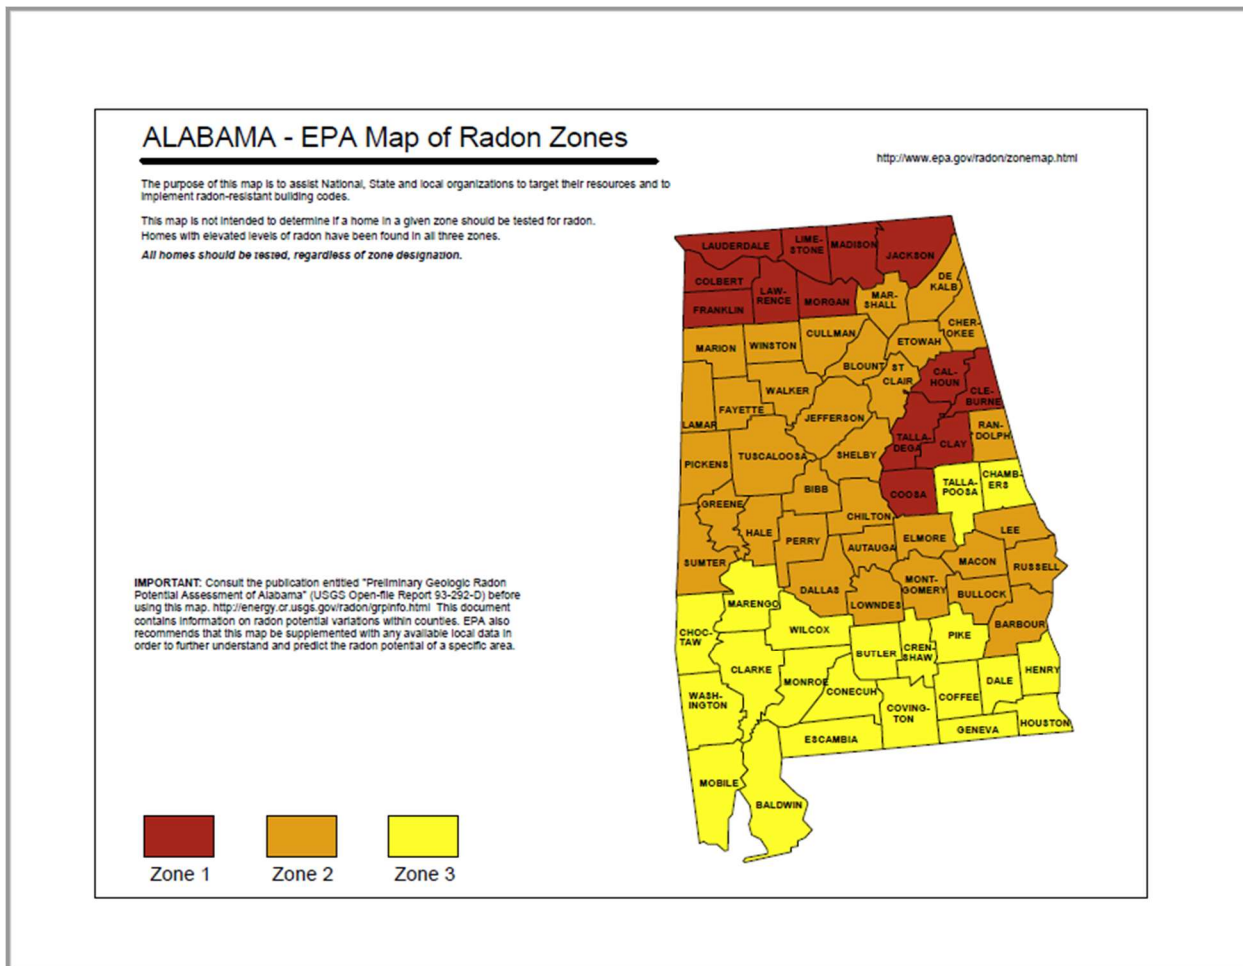 ALABAMA - EPA Map of Radon Zones
http://www.epa.gov/radon/zonemap.html
The purpose of this map is to assist National, State and local organizations to target their resources and to
implement radon-resistant building codes.
This map is not intended to determine if a home in a given zone should be tested for radon.
Homes with elevated levels of radon have been found in all three zones.
All homes should be tested, regardless of zone designation.
LAUDERDALE
LIME-
STONE
MADISON
JACKSON
COLBERT
LAW-
RENCE
FRANKLIN
MORGAN
MAR-
SHALL
DE
KALB
CHER-
OKEE
MARION
WINSTON
CULLMAN
ETOWAH
BLOUNT
ST
CLAIR
CAL-
HOUN
CLE-
BURNE
WALKER
FAYETTE
LAMAR
JEFFERSON
TALLA-
DEGA
CLAY
RAN-
DOLPH
PICKENS
TUSCALOOSA
SHELBY
BIBB
COOSA
TALLA-
POOSA
CHAMB-
ERS
GREENE
HALE
PERRY
CHILTON
AUTAUGA
ELMORE
LEE
MACON
RUSSELL
SUMTER
DALLAS
LOWNDES
MONT-
GOMERY
BULLOCK
BARBOUR
MARENGO
CHOC-
TAW
WILCOX
BUTLER
CREN-
SHAW
PIKE
CLARKE
MONROE
CONECUH
COVING-
TON
COFFEE
DALE
HENRY
WASH-
INGTON
ESCAMBIA
GENEVA
HOUSTON
MOBILE
BALDWIN
IMPORTANT: Consult the publication entitled "Preliminary Geologic Radon
Potential Assessment of Alabama" (USGS Open-file Report 93-292-D) before
using this map. http://energy.cr.usgs.gov/radon/grpinfo.html This document
contains information on radon potential variations within counties. EPA also
recommends that this map be supplemented with any available local data in
order to further understand and predict the radon potential of a specific area.
Zone 1
Zone 2
Zone 3